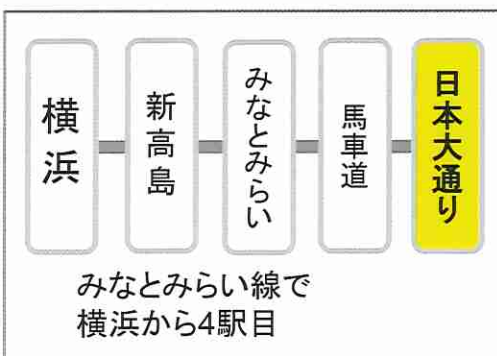 横浜
新高島
みなとみらい
馬車道
日本大通り
みなとみらい線で
横浜から4駅目